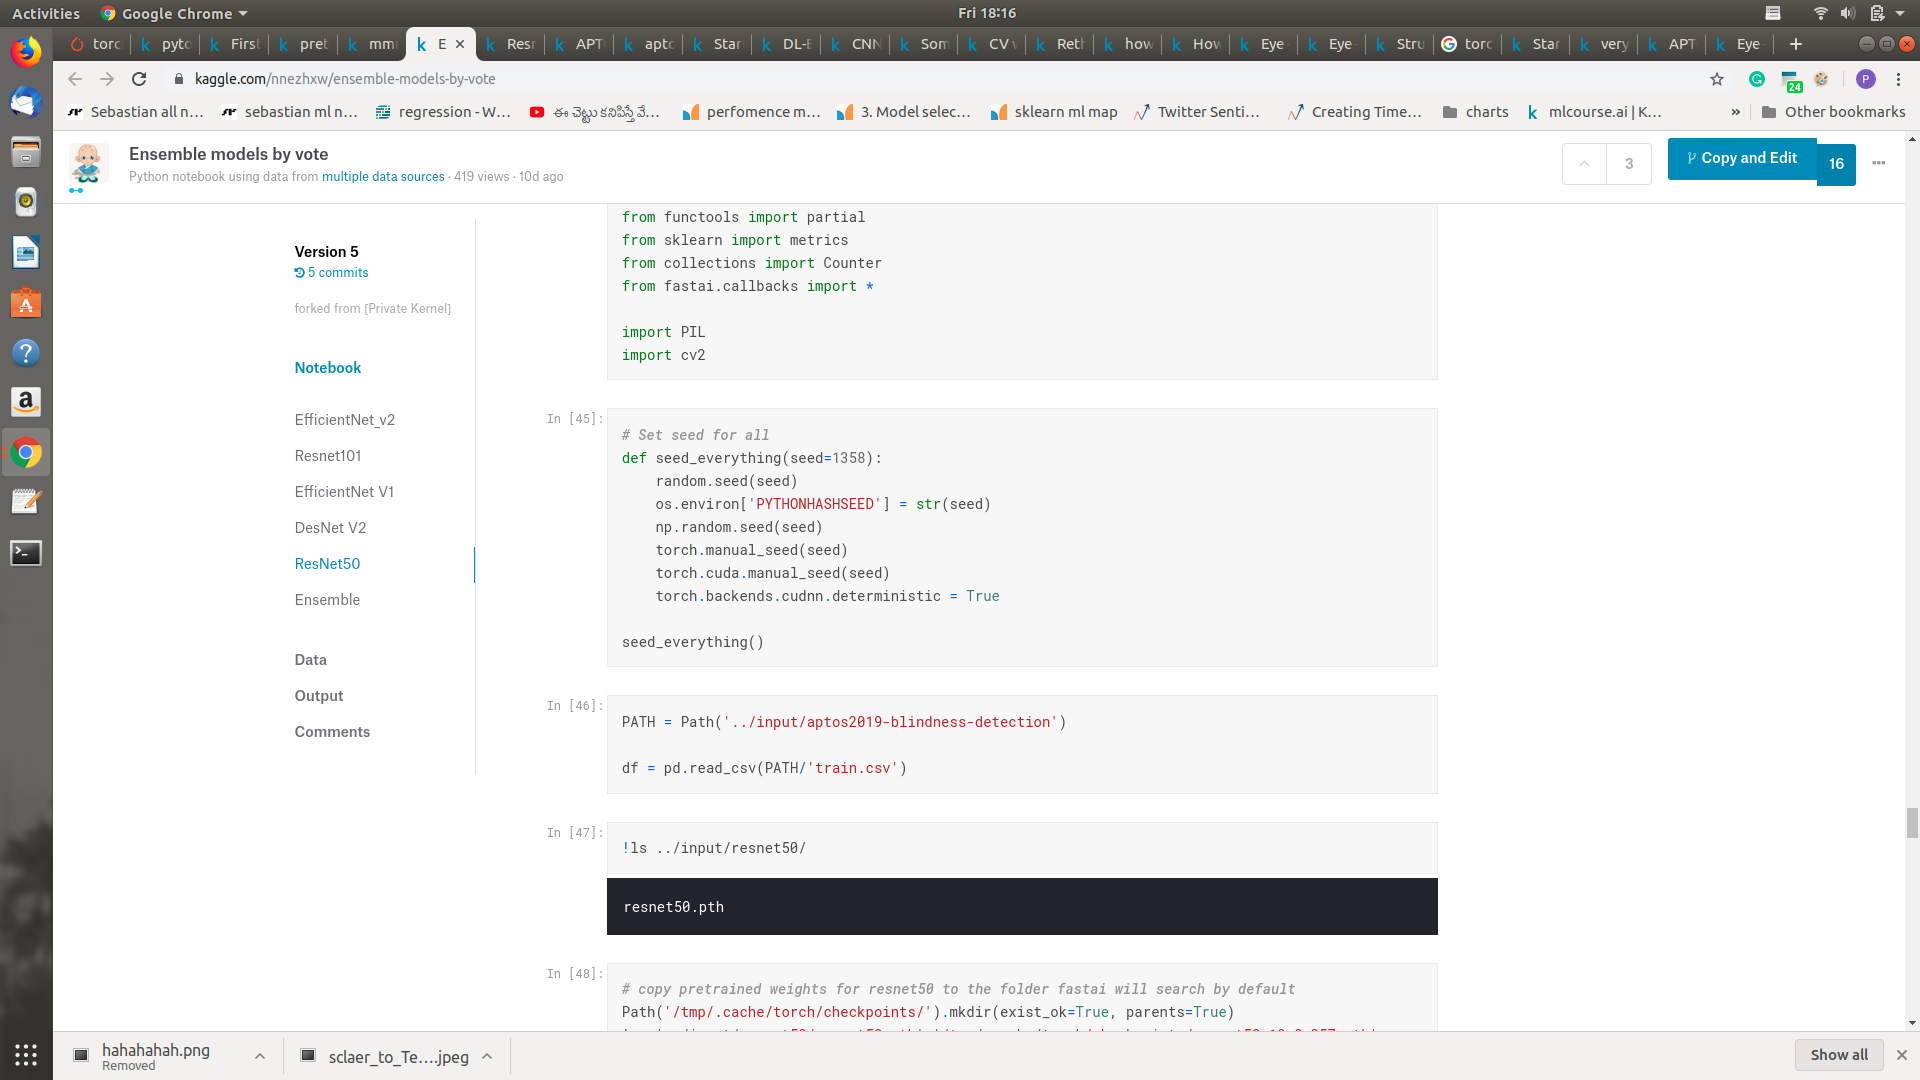 Activities Google Chrome Fri 18:16
torc pyto First pret mm E Resr APT aptc Star DL-E CNN Som CV v Reti how How Eye Eye Stru torc Star very APT Eye
kaggle.com/nnezhxw/ensemble-models-by-vote P 24
Sebastian all n... sebastian ml n... regression - W... ఈ చెట్టు కనిపిస్తే వే... perfomence m... 3. Model selec... sklearn ml map Twitter Senti... Creating Time... charts mlcourse.ai | K... » Other bookmarks
Ensemble models by vote
Python notebook using data from multiple data sources · 419 views · 10d ago
3 Copy and Edit 16
Version 5
5 commits
forked from [Private Kernel]
Notebook
EfficientNet_v2
Resnet101
EfficientNet V1
DesNet V2
ResNet50
Ensemble
Data
Output
Comments
from functools import partial
from sklearn import metrics
from collections import Counter
from fastai.callbacks import *
import PIL
import cv2
In [45]:
# Set seed for all
def seed_everything(seed=1358):
random.seed(seed)
os.environ['PYTHONHASHSEED'] = str(seed)
np.random.seed(seed)
torch.manual_seed(seed)
torch.cuda.manual_seed(seed)
torch.backends.cudnn.deterministic = True
seed_everything()
In [46]:
PATH = Path('../input/aptos2019-blindness-detection')
df = pd.read_csv(PATH/'train.csv')
In [47]:
!ls ../input/resnet50/
resnet50.pth
In [48]:
# copy pretrained weights for resnet50 to the folder fastai will search by default
Path('/tmp/.cache/torch/checkpoints/').mkdir(exist_ok=True, parents=True)
hahahahah.png
Removed
sclaer_to_Te....jpeg
Show all